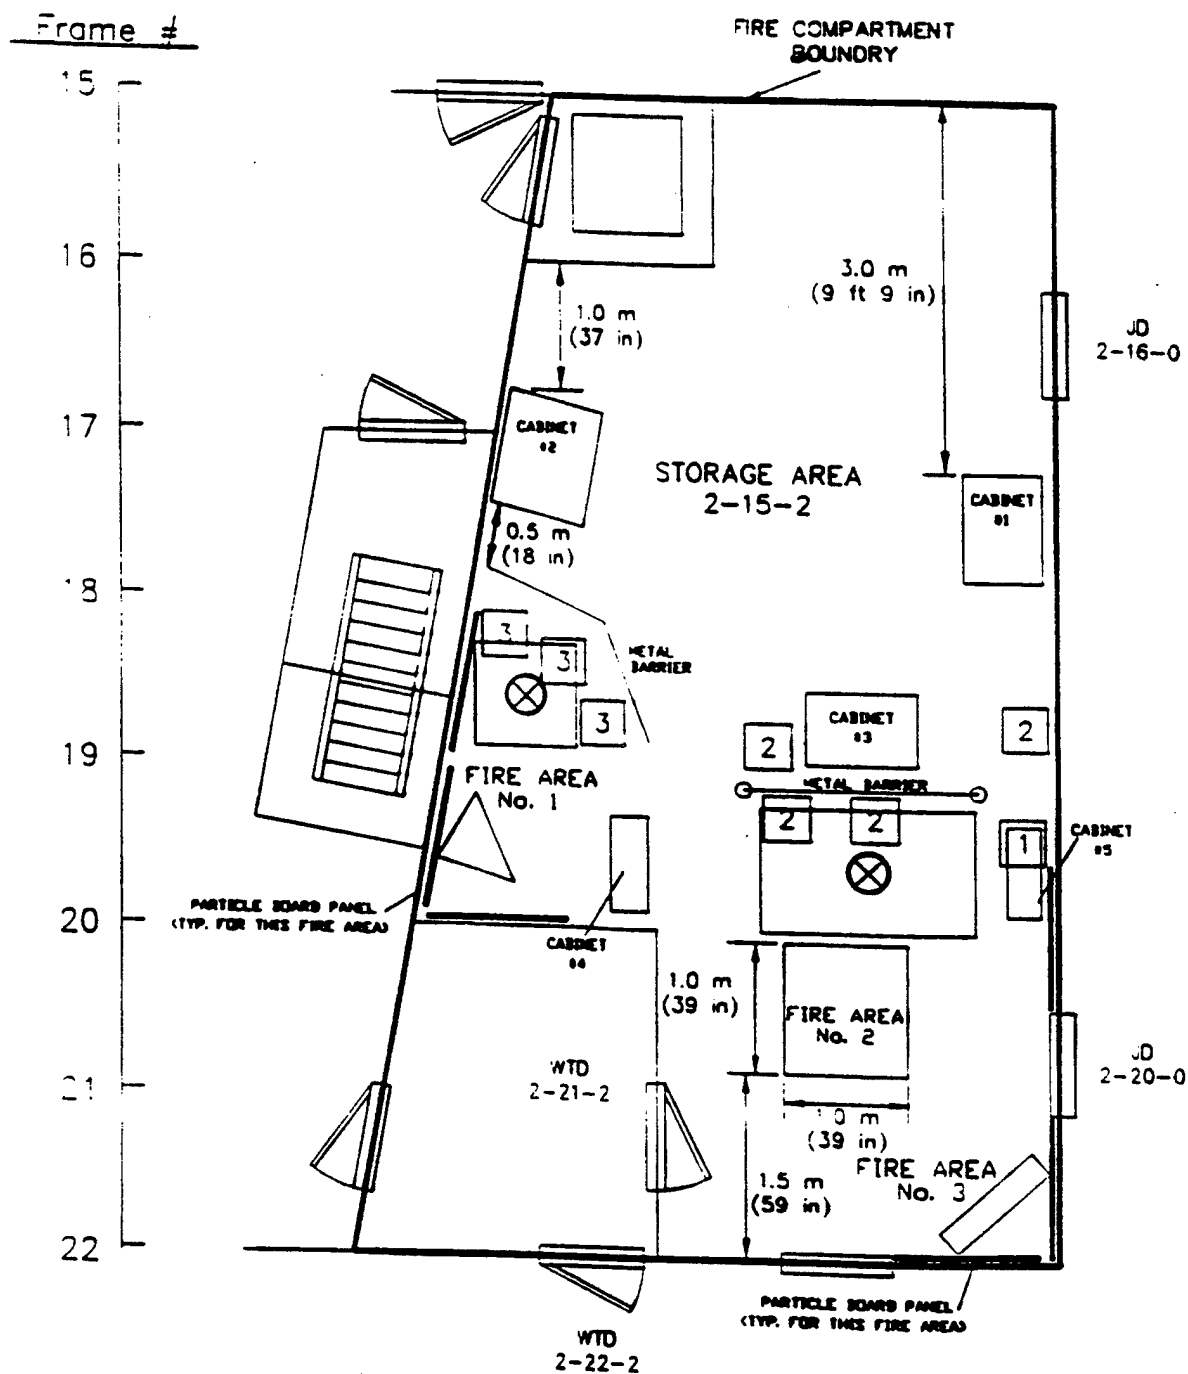 Frame #
FIRE COMPARTMENT
BOUNDRY
15
16
3.0 m
(9 ft 9 in)
1.0 m
(37 in)
JD
2-16-0
17
CABINET
#2
STORAGE AREA
2-15-2
CABINET
#1
0.5 m
(18 in)
18
3
3
METAL
BARRIER
3
CABINET
#3
2
2
19
FIRE AREA
No. 1
METAL BARRIER
2
2
1
CABINET
#5
PARTICLE BOARD PANEL
(TYP. FOR THIS FIRE AREA)
20
CABINET
#4
1.0 m
(39 in)
FIRE AREA
No. 2
WTD
2-21-2
JD
2-20-0
21
1.0 m
(39 in)
FIRE AREA
No. 3
1.5 m
(59 in)
22
PARTICLE BOARD PANEL
(TYP. FOR THIS FIRE AREA)
WTD
2-22-2